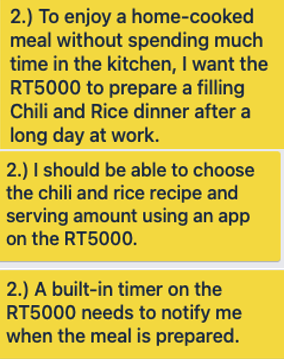 2.) To enjoy a home-cooked
meal without spending much
time in the kitchen, I want the
RT5000 to prepare a filling
Chili and Rice dinner after a
long day at work.
2.) I should be able to choose
the chili and rice recipe and
serving amount using an app
on the RT5000.
2.) A built-in timer on the
RT5000 needs to notify me
when the meal is prepared.